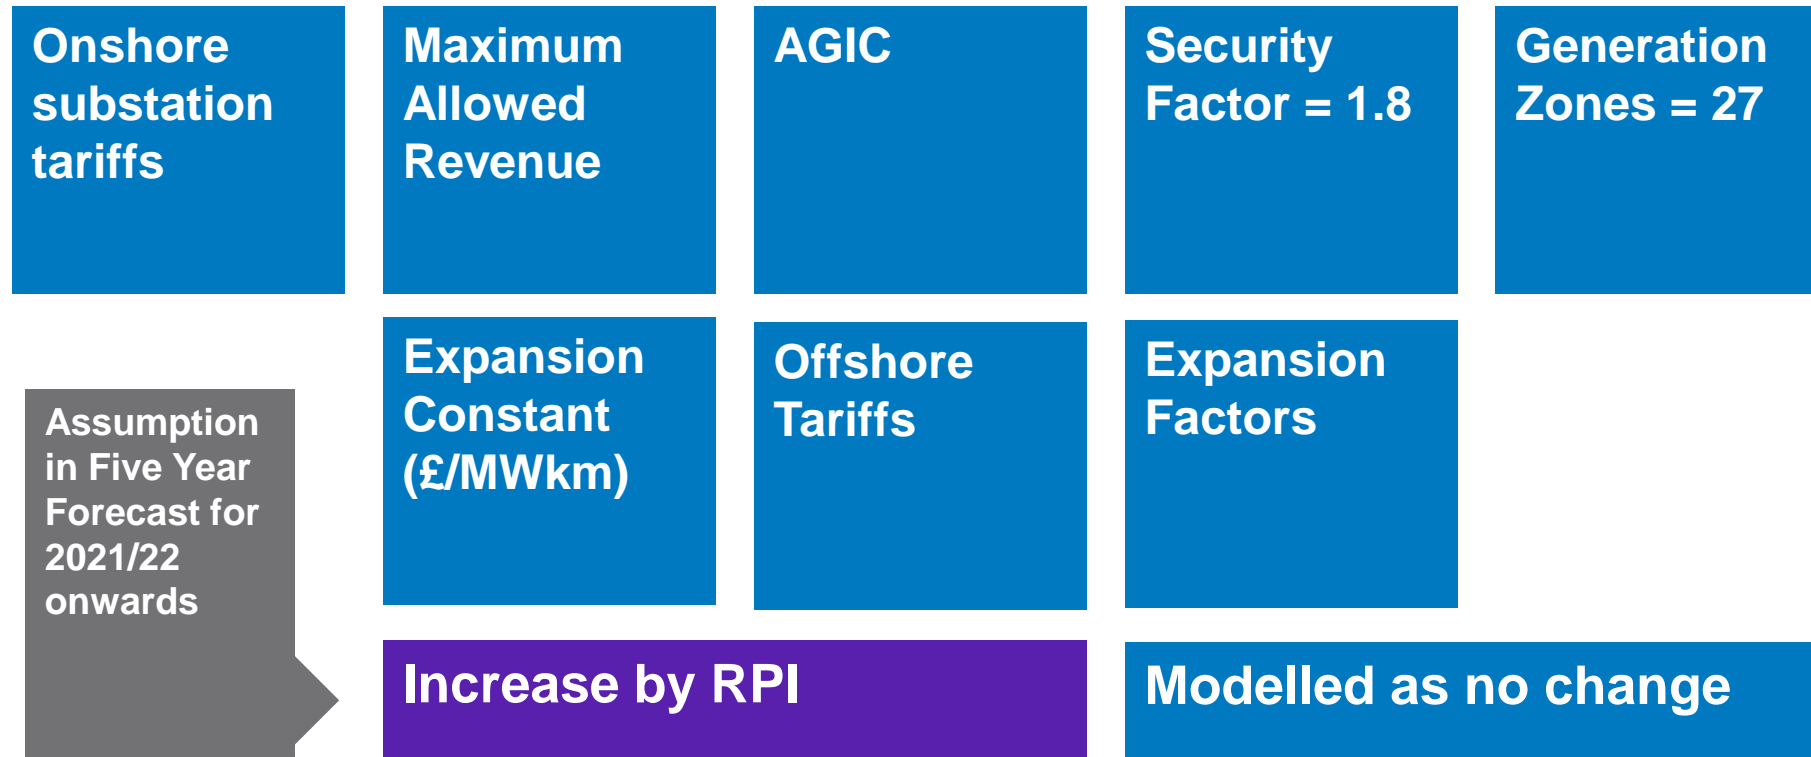 Onshore
substation
tariffs
Maximum
Allowed
Revenue
AGIC
Security
Factor = 1.8
Generation
Zones = 27
Expansion
Constant
(£/MWkm)
Offshore
Tariffs
Expansion
Factors
Assumption
in Five Year
Forecast for
2021/22
onwards
Increase by RPI
Modelled as no change